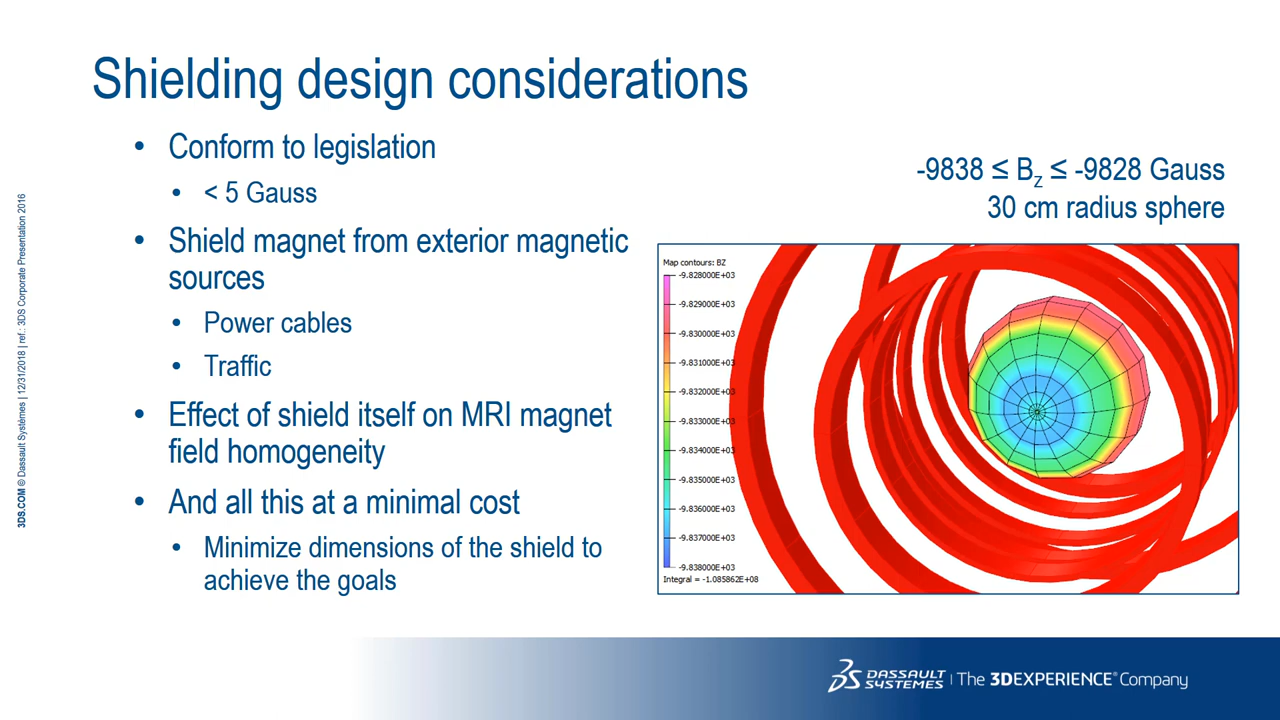 Shielding design considerations
• Conform to legislation
• < 5 Gauss
• Shield magnet from exterior magnetic
sources
• Power cables
• Traffic
• Effect of shield itself on MRI magnet
field homogeneity
• And all this at a minimal cost
• Minimize dimensions of the shield to
achieve the goals
-9838 ≤ Bz ≤ -9828 Gauss
30 cm radius sphere
Map contours: BZ
-9.828000E+03
-9.829000E+03
-9.830000E+03
-9.831000E+03
-9.832000E+03
-9.833000E+03
-9.834000E+03
-9.835000E+03
-9.836000E+03
-9.837000E+03
-9.838000E+03
Integral = -1.085862E+08
3DS.COM © Dassault Systèmes | 12/31/2018 | ref.: 3DS Corporate Presentation 2016
DASSAULT
SYSTEMES | The 3DEXPERIENCE® Company